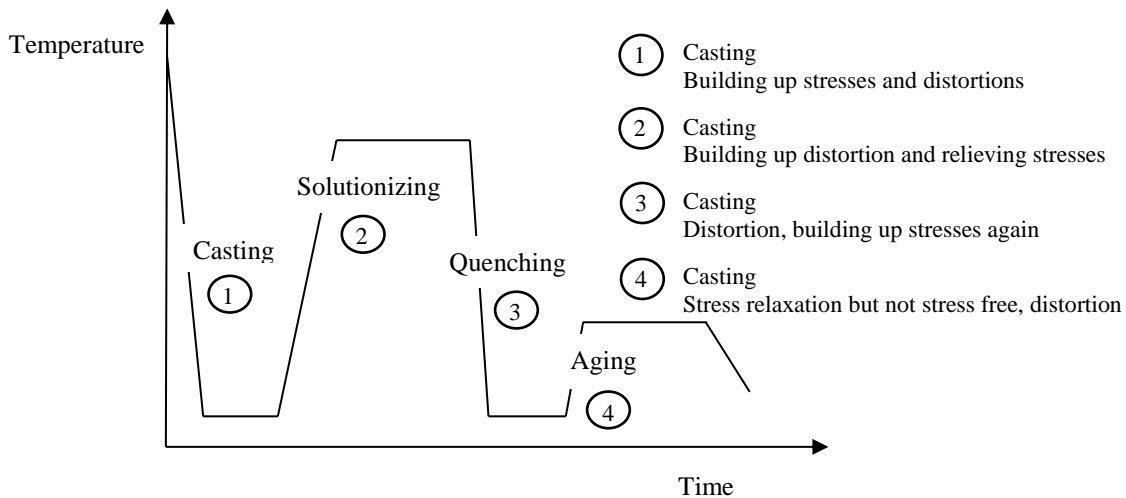 Temperature
Casting
1
Solutionizing
2
Quenching
3
Aging
4
Time
1 Casting
Building up stresses and distortions
2 Casting
Building up distortion and relieving stresses
3 Casting
Distortion, building up stresses again
4 Casting
Stress relaxation but not stress free, distortion